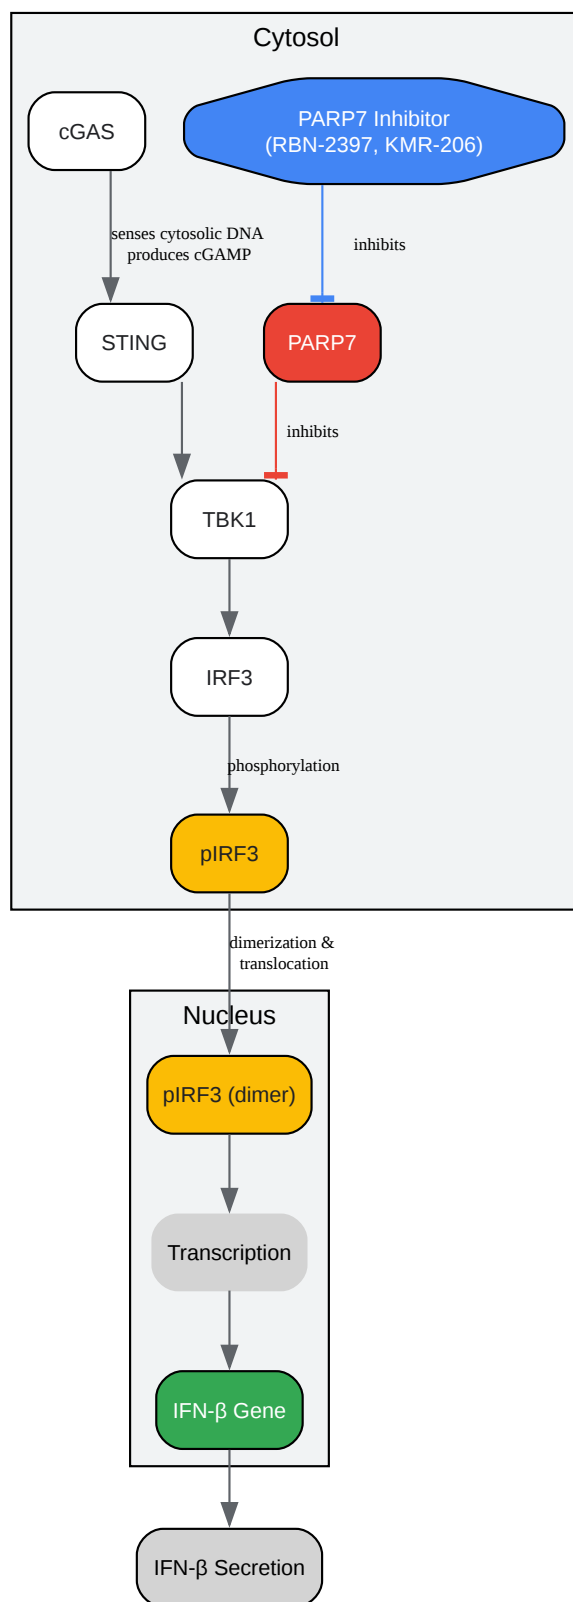 Cytosol
cGAS
PARP7 Inhibitor
(RBN-2397, KMR-206)
senses cytosolic DNA
produces cGAMP
inhibits
STING
PARP7
inhibits
TBK1
IRF3
phosphorylation
pIRF3
dimerization &
translocation
Nucleus
pIRF3 (dimer)
Transcription
IFN-β Gene
IFN-β Secretion